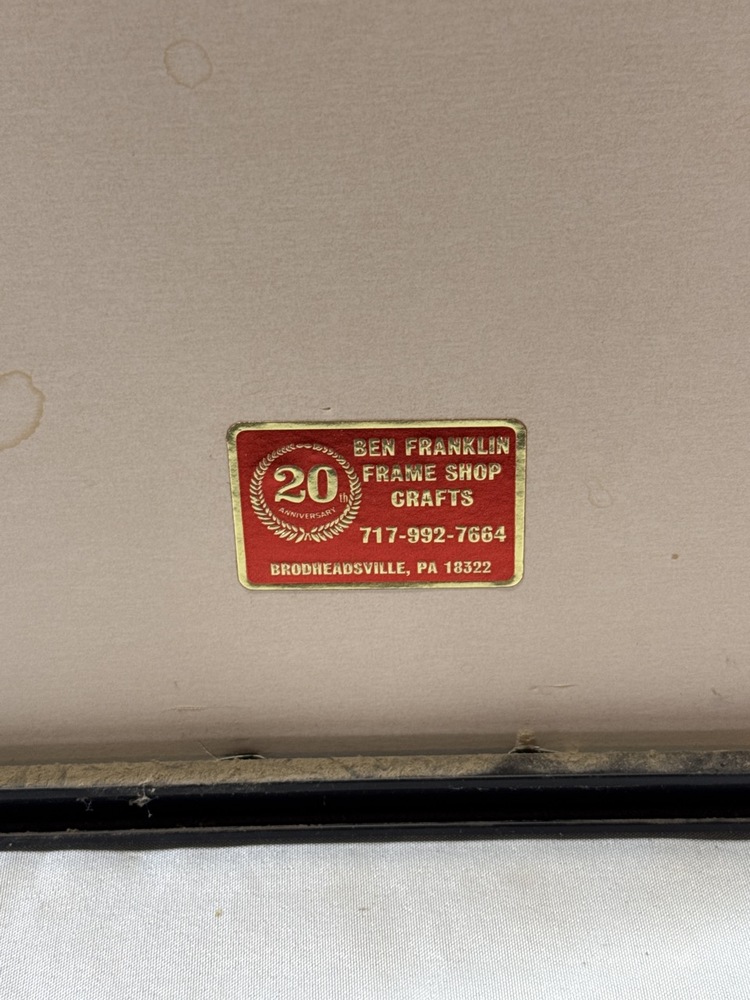 20th
ANNIVERSARY
BEN FRANKLIN
FRAME SHOP
CRAFTS
717-992-7664
BRODHEADSVILLE, PA 18322